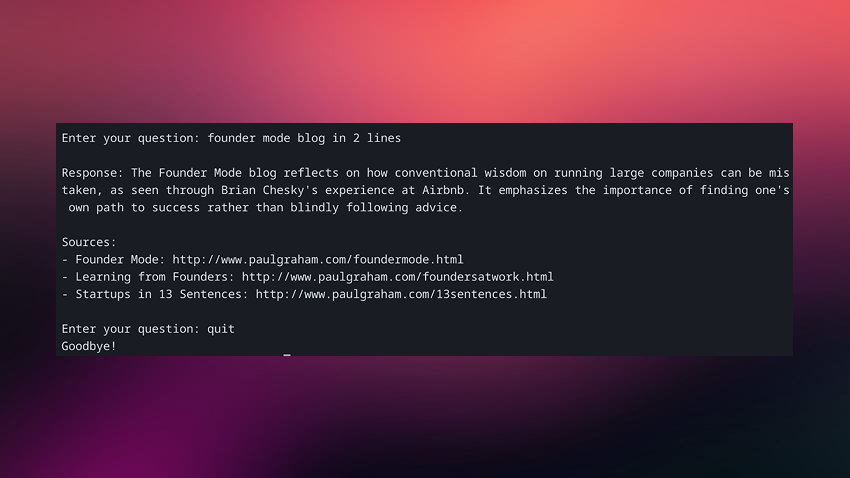 Enter your question: founder mode blog in 2 lines
Response: The Founder Mode blog reflects on how conventional wisdom on running large companies can be mis
taken, as seen through Brian Chesky's experience at Airbnb. It emphasizes the importance of finding one's
own path to success rather than blindly following advice.
Sources:
- Founder Mode: http://www.paulgraham.com/foundermode.html
- Learning from Founders: http://www.paulgraham.com/foundersatwork.html
- Startups in 13 Sentences: http://www.paulgraham.com/13sentences.html
Enter your question: quit
Goodbye!